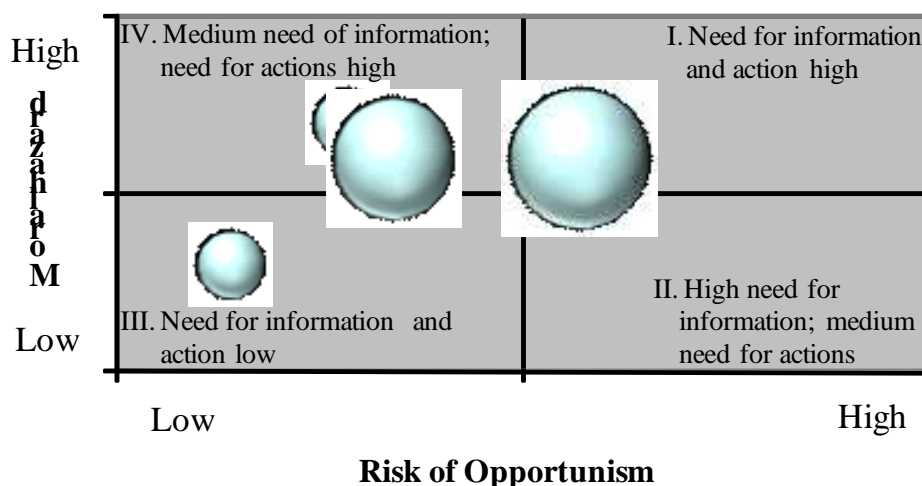 IV. Medium need of information;
need for actions high
I. Need for information
and action high
High
Moral hazard
Low
III. Need for information and
action low
II. High need for
information; medium
need for actions
Low
High
Risk of Opportunism